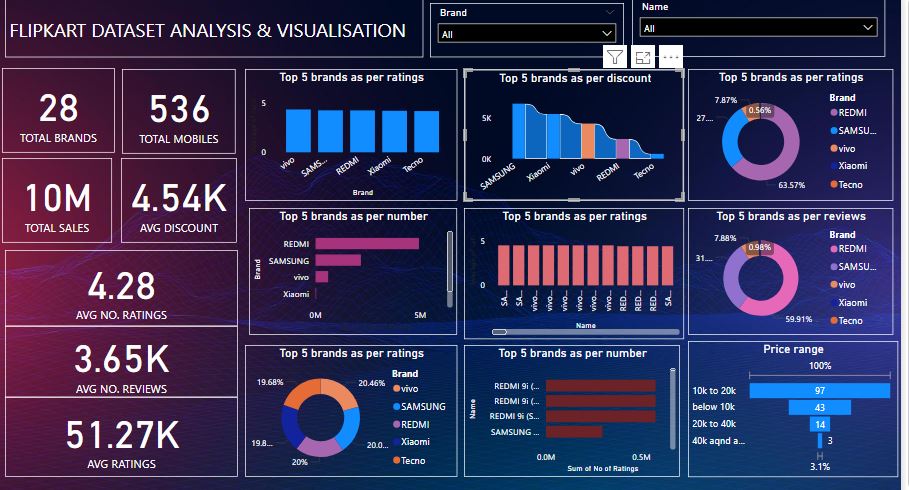 FLIPKART DATASET ANALYSIS & VISUALISATION
Brand
All
Name
All
28
TOTAL BRANDS
536
TOTAL MOBILES
10M
TOTAL SALES
4.54K
AVG DISCOUNT
4.28
AVG NO. RATINGS
3.65K
AVG NO. REVIEWS
51.27K
AVG RATINGS
Top 5 brands as per ratings
5
0
vivo
SAMS...
REDMI
Xiaomi
Tecno
Brand
Top 5 brands as per discount
5K
0K
SAMSUNG
Xiaomi
vivo
REDMI
Tecno
Top 5 brands as per ratings
7.87%
0.56%
27....
63.57%
Brand
REDMI
SAMSU...
vivo
Xiaomi
Tecno
Top 5 brands as per number
Brand
REDMI
SAMSUNG
vivo
Xiaomi
0M
5M
Top 5 brands as per ratings
5
0
SA...
SA...
vivo...
vivo...
vivo...
vivo...
vivo...
RED...
RED...
RED...
SA...
Name
Top 5 brands as per reviews
7.88%
0.98%
31....
59.91%
Brand
REDMI
SAMSU...
vivo
Xiaomi
Tecno
Top 5 brands as per ratings
19.68%
20.46%
19.8...
20.0...
20%
Brand
vivo
SAMSUNG
REDMI
Xiaomi
Tecno
Top 5 brands as per number
Name
REDMI 9i (...
REDMI 9i (...
REDMI 9i (S...
SAMSUNG ...
0.0M
0.5M
Sum of No of Ratings
Price range
100%
10k to 20k
97
below 10k
43
20k to 40k
14
40k aqnd a...
3
3.1%